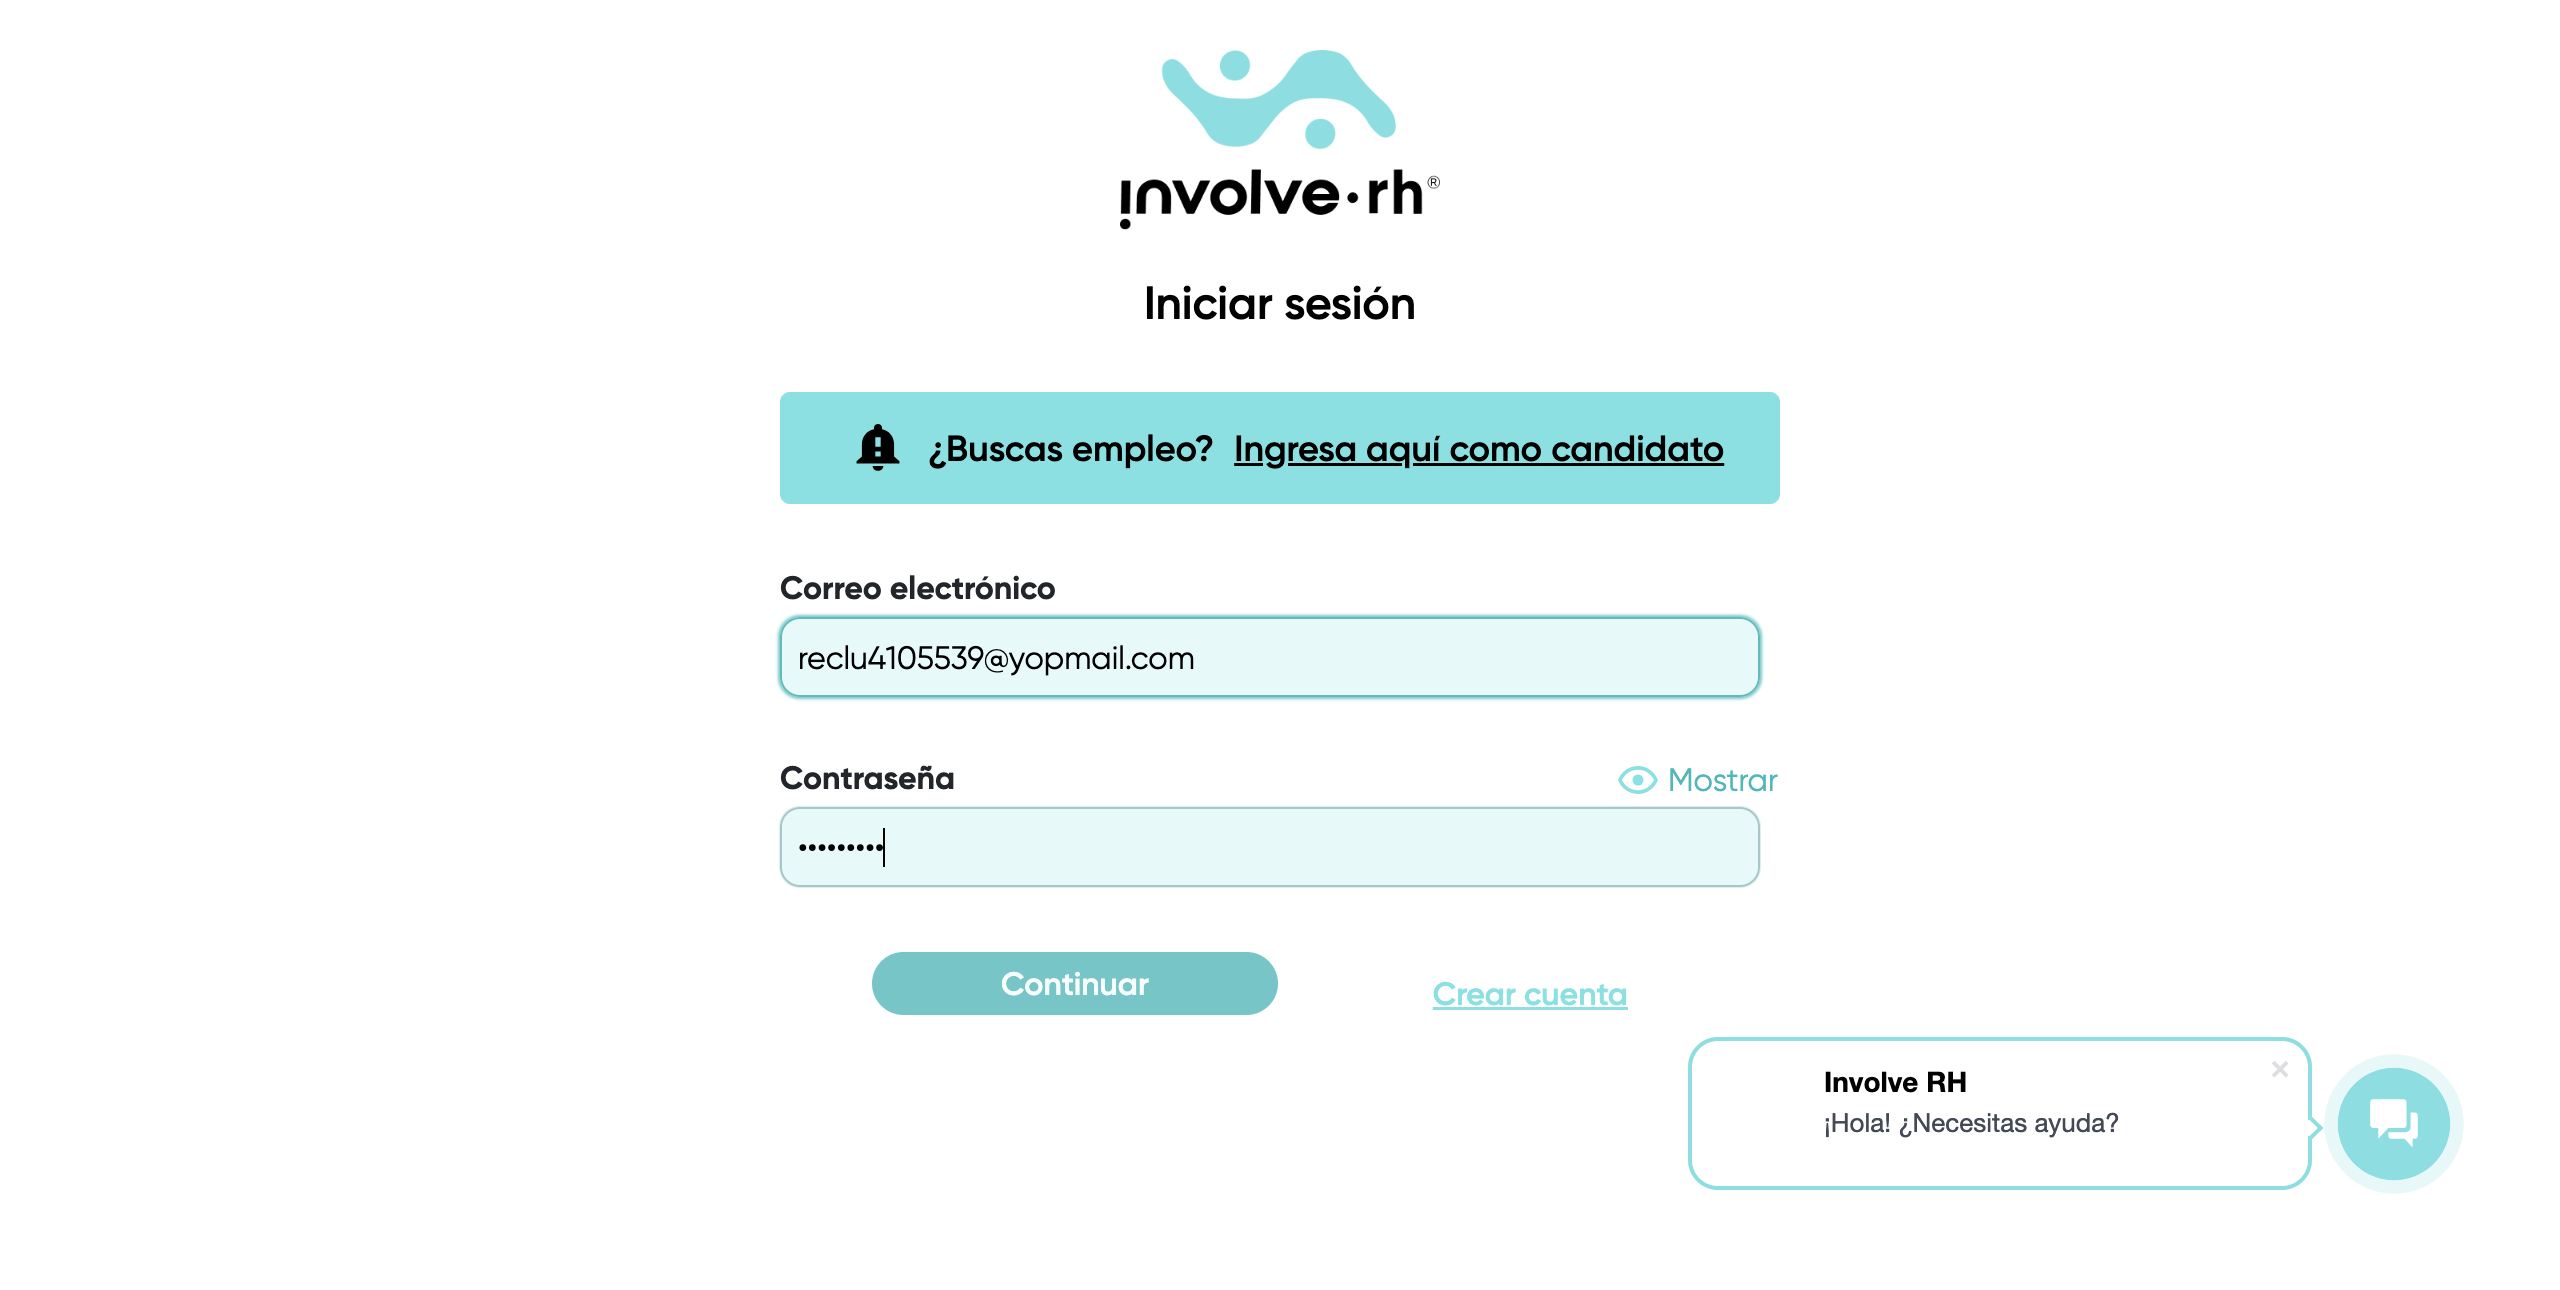 involve·rh®
Iniciar sesión
¿Buscas empleo? Ingresa aquí como candidato
Correo electrónico
reclu4105539@yopmail.com
Contraseña
Mostrar
•••••••••
Continuar
Crear cuenta
Involve RH
¡Hola! ¿Necesitas ayuda?